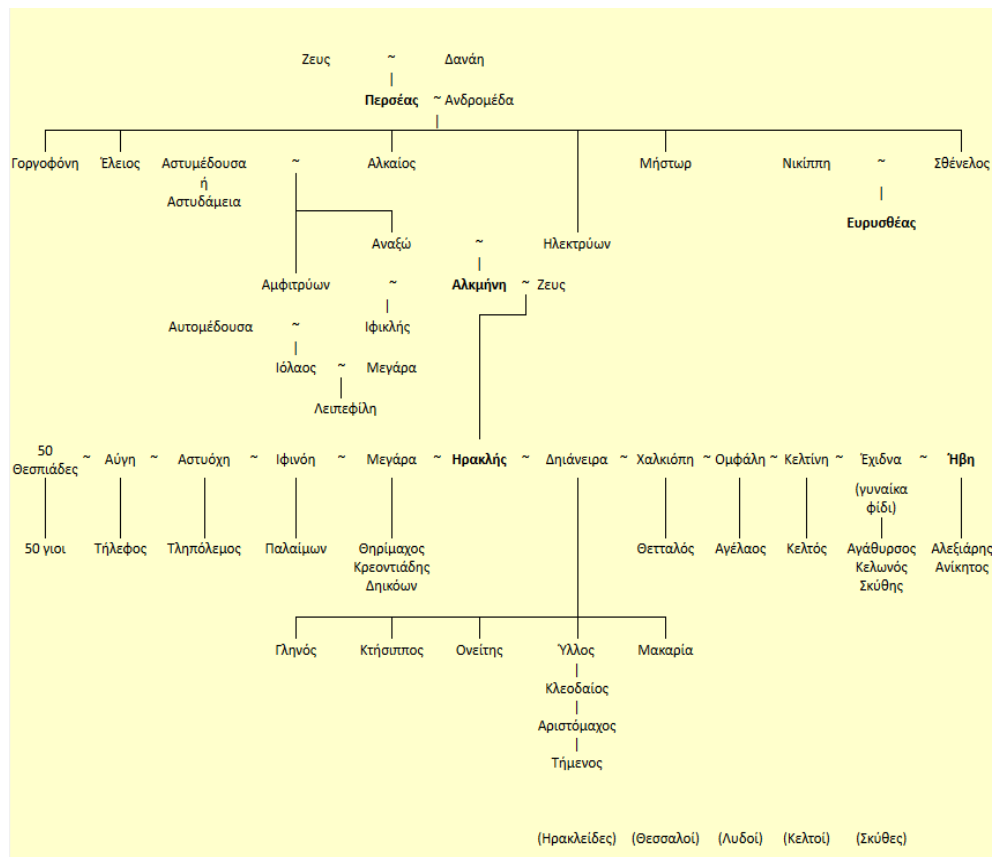 Ζευς ~ Δανάη
|
Περσέας ~ Ανδρομέδα
|
Γοργοφόνη Έλειος Αστυμέδουσα ~ Αλκαίος Μήστωρ Νικίππη ~ Σθένελος
ή |
Αστυδάμεια Ευρυσθέας
Αναξώ ~ Ηλεκτρύων
|
Αμφιτρύων ~ Αλκμήνη ~ Ζευς
|
Αυτομέδουσα ~ Ιφικλής
|
Ιόλαος ~ Μεγάρα
Λειπεφίλη
50
Θεσπιάδες ~ Αύγη ~ Αστυόχη ~ Ιφινόη ~ Μεγάρα ~ Ηρακλής ~ Δηιάνειρα ~ Χαλκιόπη ~ Ομφάλη ~ Κελτίνη ~ Έχιδνα ~ Ήβη
(γυναίκα
φίδι)
50 γιοι Τήλεφος Τληπόλεμος Παλαίμων Θηρίμαχος Θετταλός Αγέλαος Κελτός Αγάθυρσος Αλεξιάρης
Κρεοντιάδης Κελωνός Ανίκητος
Δηικόων Σκύθης
Γληνός Κτήσιππος Ονείτης Ύλλος Μακαρία
|
Κλεοδαίος
|
Αριστόμαχος
|
Τήμενος
(Ηρακλείδες) (Θεσσαλοί) (Λυδοί) (Κελτοί) (Σκύθες)